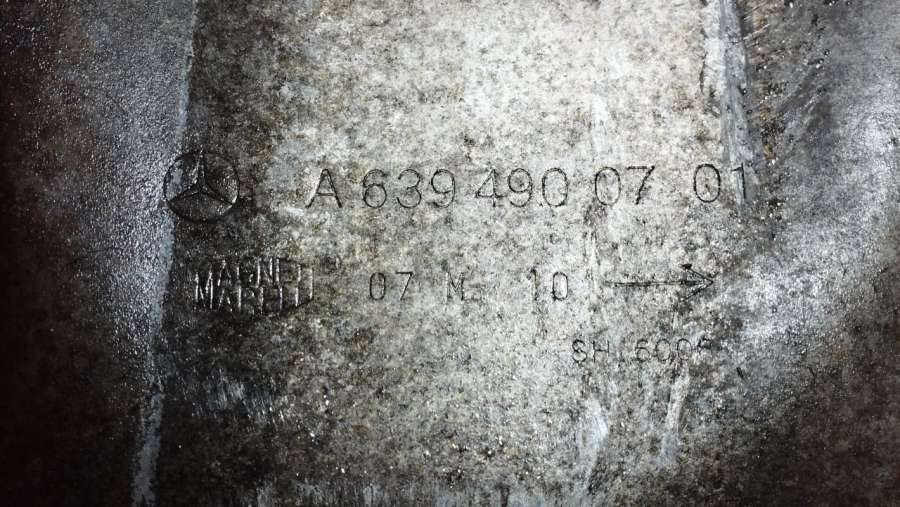 A 639 490 07 01
MAGNETI
MARELLI
07 M 10
SH 6006